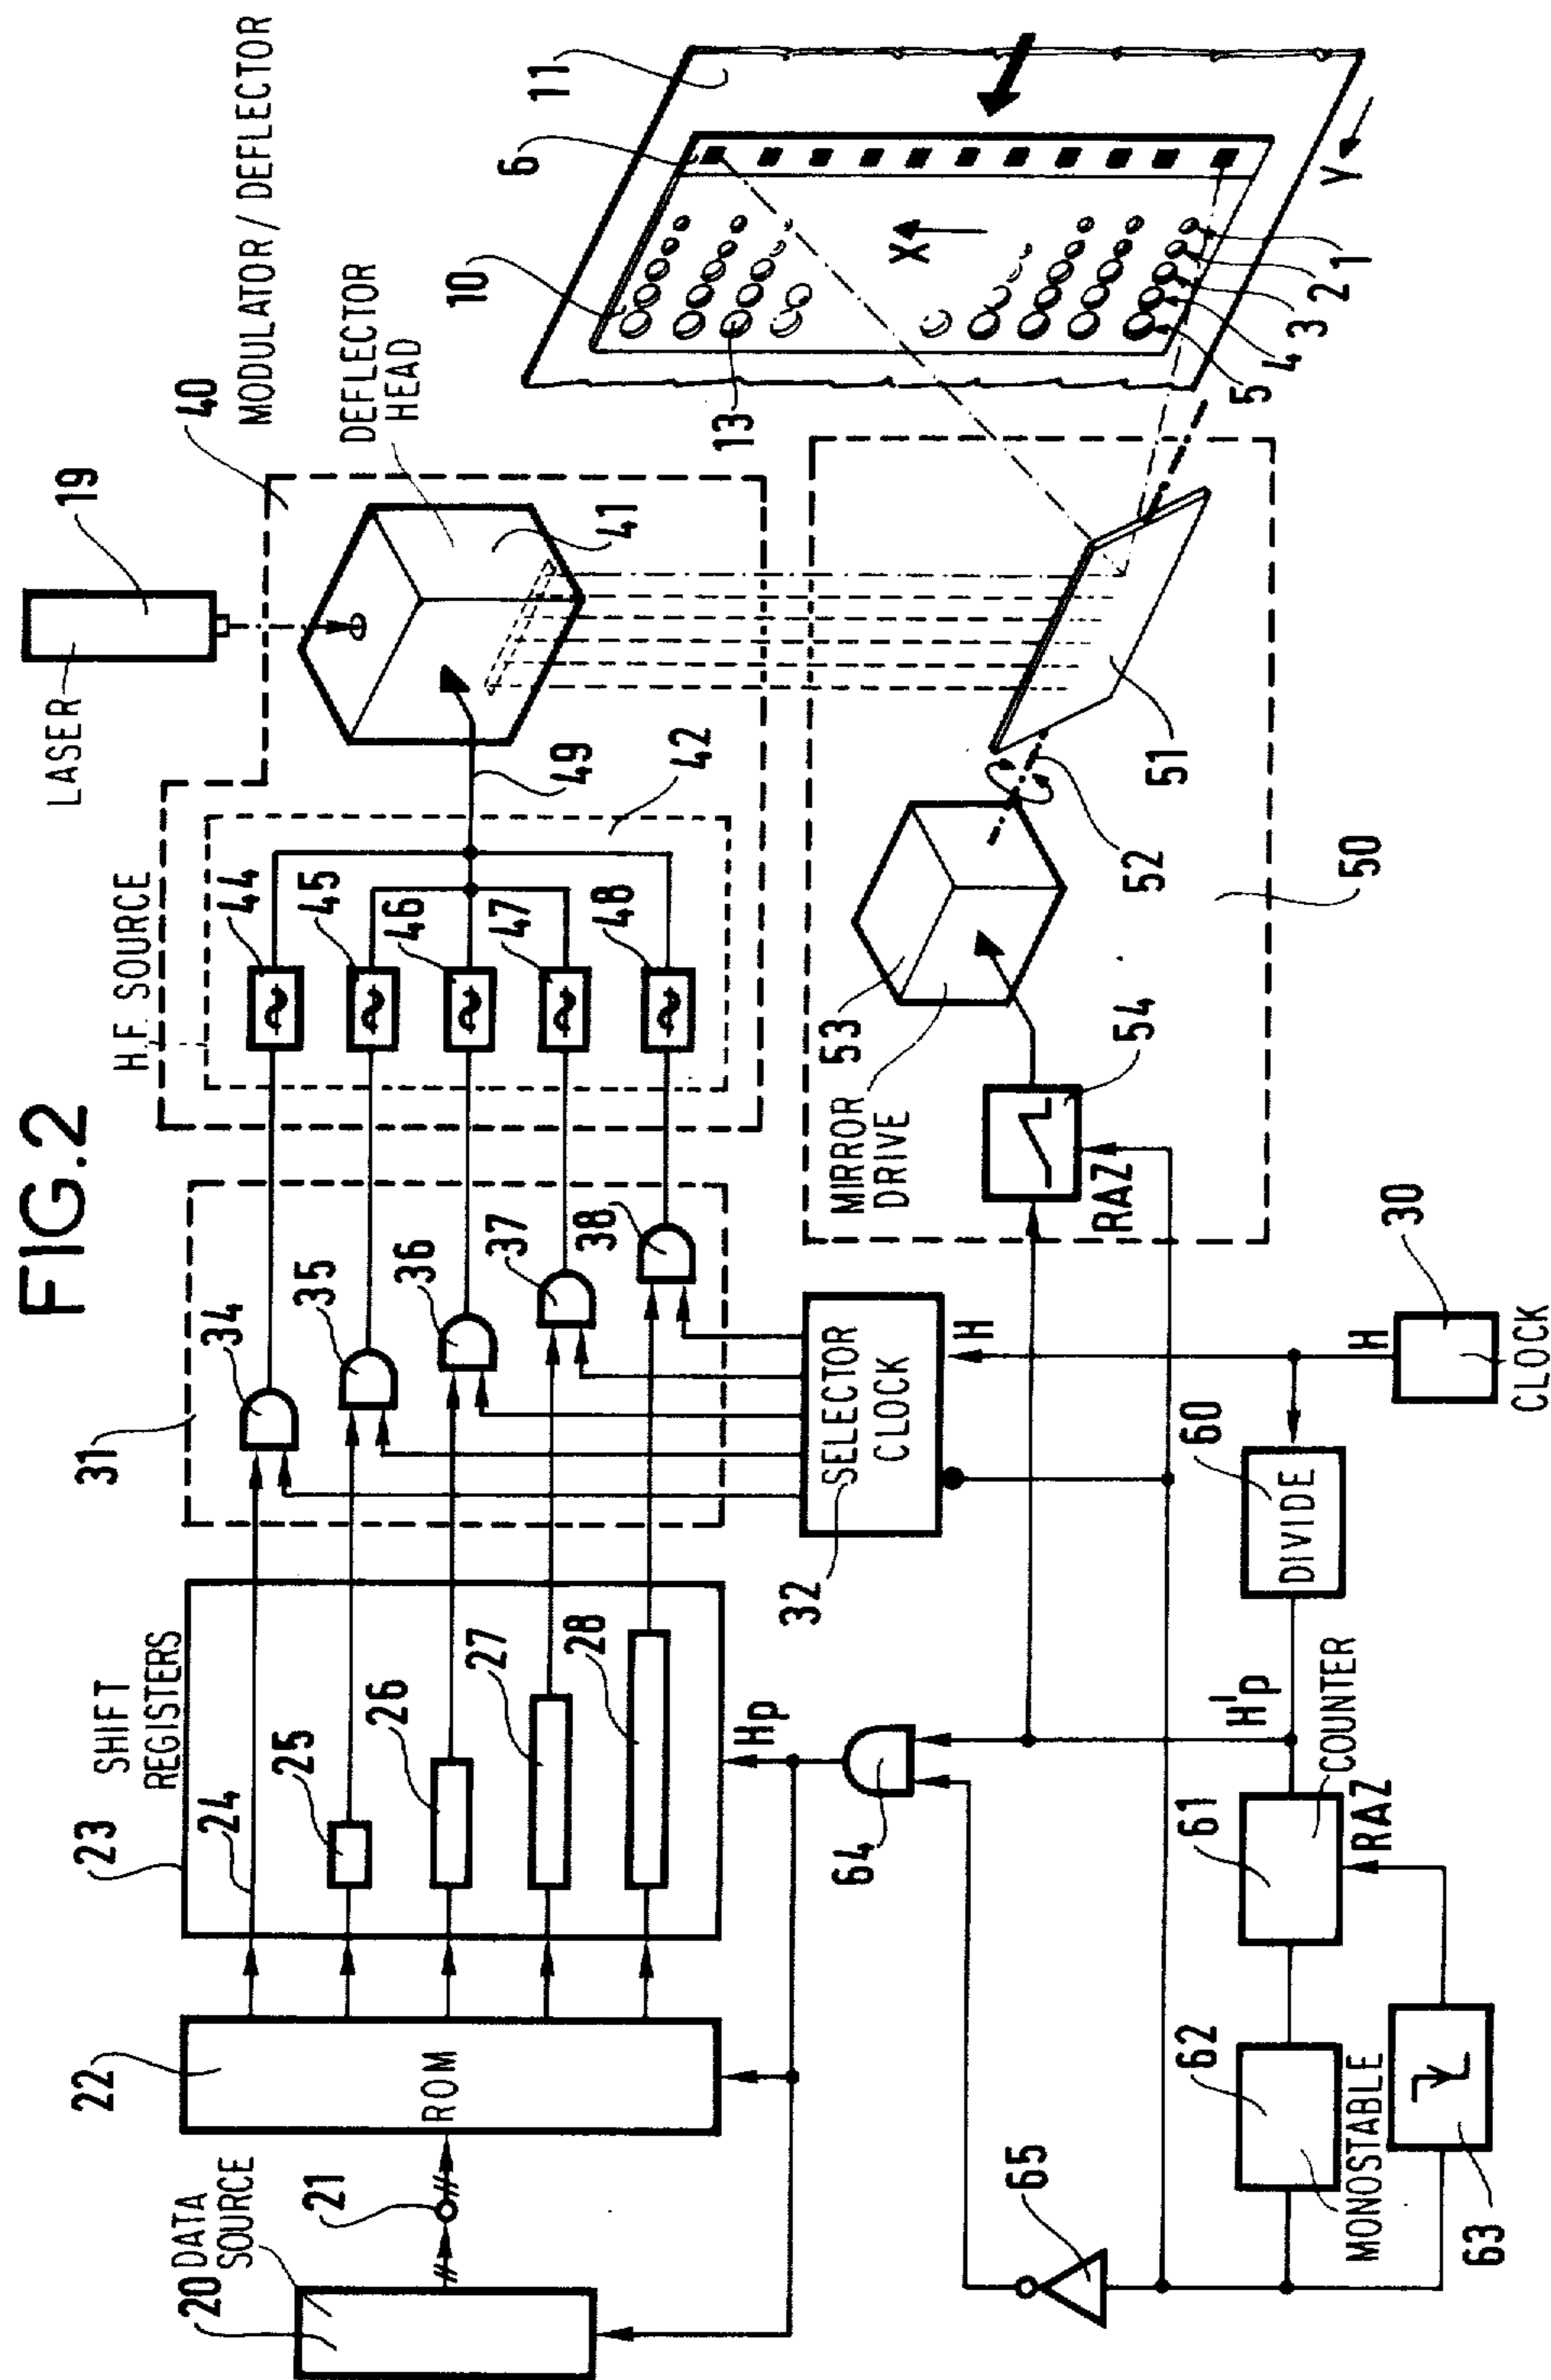 FIG.2
20
DATA
SOURCE
21
22
ROM
23
SHIFT
REGISTERS
24
25
26
27
28
31
34
35
36
37
38
H.F. SOURCE
44
45
46
47
48
42
49
LASER
19
40
MODULATOR / DEFLECTOR
DEFLECTOR
HEAD
41
10
6
11
13
X
Y
1
2
3
4
5
Hp
64
32
SELECTOR
CLOCK
H
MIRROR
DRIVE
53
54
RAZ
52
51
50
65
62
MONOSTABLE
63
61
COUNTER
RAZ
H'p
60
DIVIDE
H
30
CLOCK